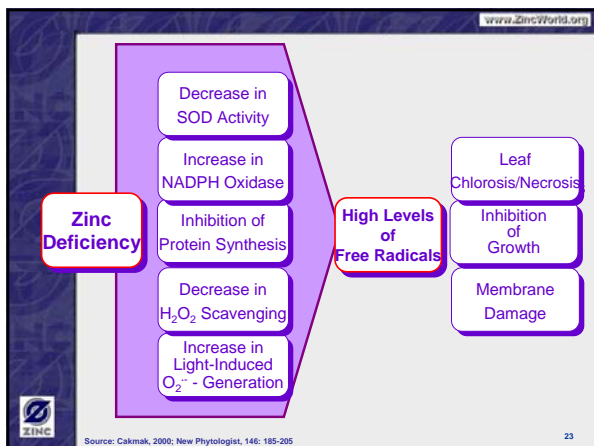 www.ZincWorld.org
Decrease in
SOD Activity
Increase in
NADPH Oxidase
Zinc
Deficiency
Inhibition of
Protein Synthesis
Decrease in
H₂O₂ Scavenging
Increase in
Light-Induced
O₂·⁻ - Generation
High Levels
of
Free Radicals
Leaf
Chlorosis/Necrosis
Inhibition
of
Growth
Membrane
Damage
ZINC
Source: Cakmak, 2000; New Phytologist, 146: 185-205
23